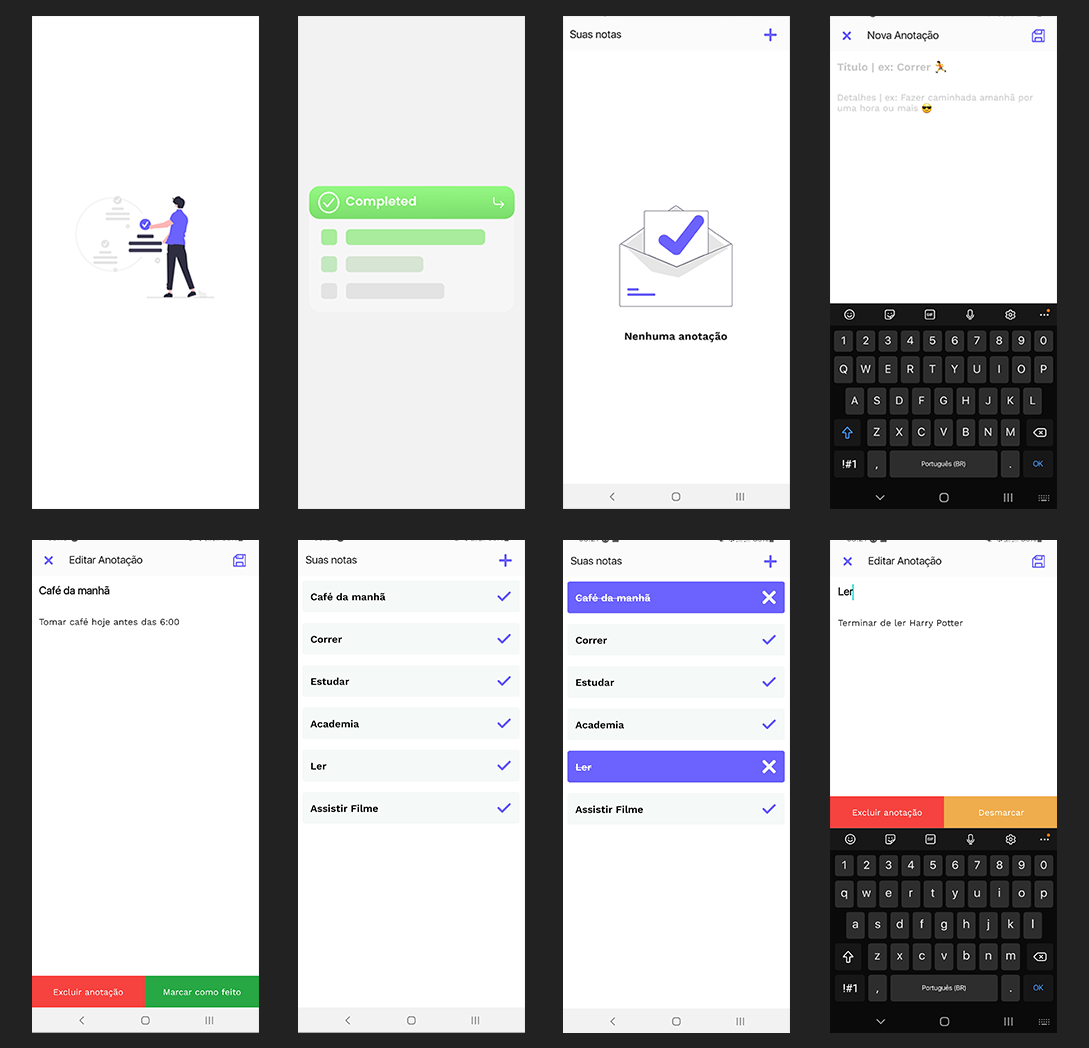 Completed
Suas notas
Nenhuma anotação
Nova Anotação
Título | ex: Correr 🏃
Detalhes | ex: Fazer caminhada amanhã por
uma hora ou mais 😎
GIF
1 2 3 4 5 6 7 8 9 0
Q W E R T Y U I O P
A S D F G H J K L
Z X C V B N M
!#1 , Português (BR) . OK
Editar Anotação
Café da manhã
Tomar café hoje antes das 6:00
Excluir anotação
Marcar como feito
Suas notas
Café da manhã
Correr
Estudar
Academia
Ler
Assistir Filme
Suas notas
Café da manhã
Correr
Estudar
Academia
Ler
Assistir Filme
Editar Anotação
Ler
Terminar de ler Harry Potter
Excluir anotação
Desmarcar
GIF
1 2 3 4 5 6 7 8 9 0
q w e r t y u i o p
a s d f g h j k l
z x c v b n m
!#1 , Português (BR) . OK